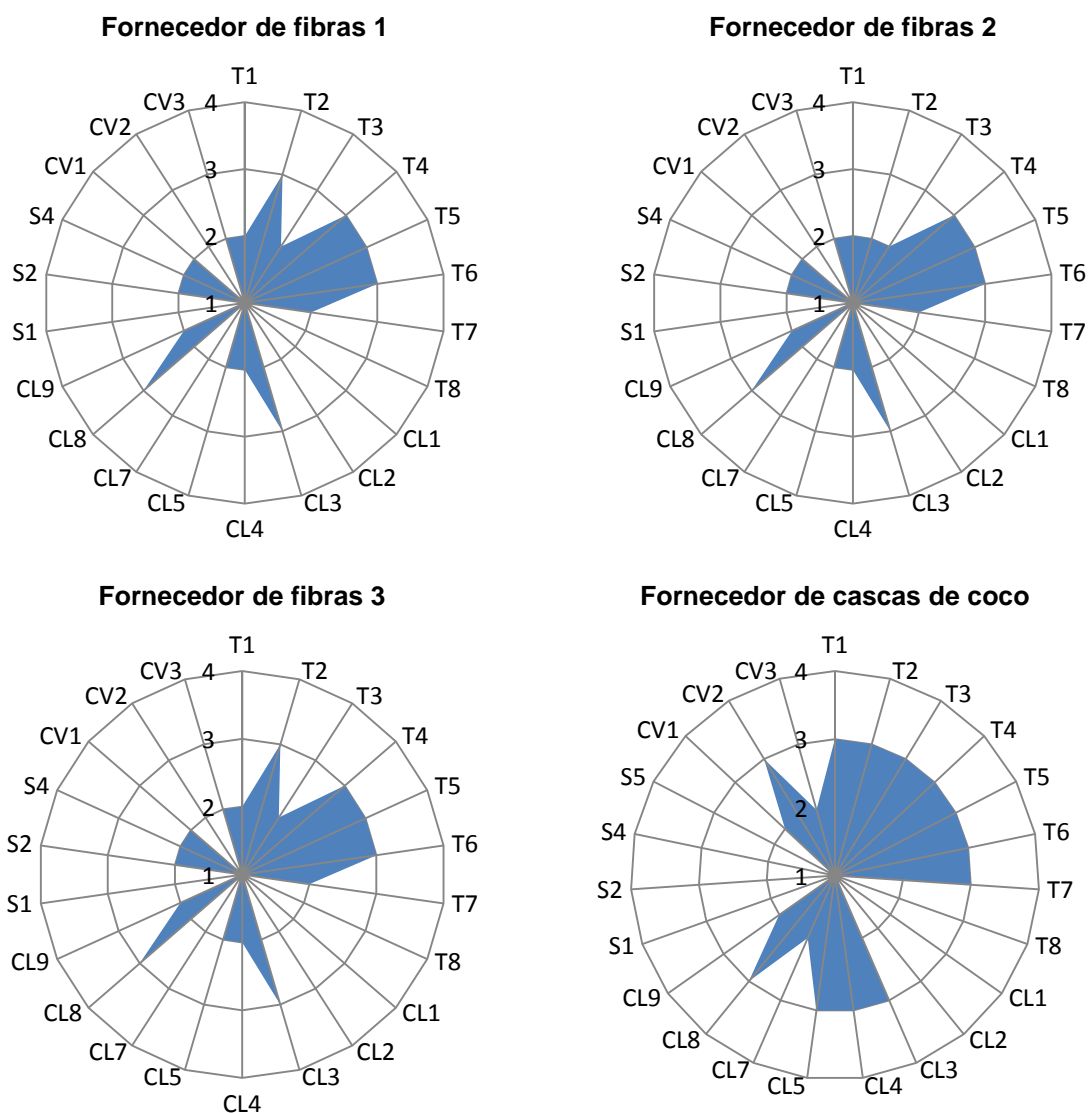 Fornecedor de fibras 1
T1
T2
T3
T4
T5
T6
T7
T8
CL1
CL2
CL3
CL4
CL5
CL7
CL8
CL9
S1
S2
S4
CV1
CV2
CV3
4
3
2
1
Fornecedor de fibras 2
T1
T2
T3
T4
T5
T6
T7
T8
CL1
CL2
CL3
CL4
CL5
CL7
CL8
CL9
S1
S2
S4
CV1
CV2
CV3
4
3
2
1
Fornecedor de fibras 3
T1
T2
T3
T4
T5
T6
T7
T8
CL1
CL2
CL3
CL4
CL5
CL7
CL8
CL9
S1
S2
S4
CV1
CV2
CV3
4
3
2
1
Fornecedor de cascas de coco
T1
T2
T3
T4
T5
T6
T7
T8
CL1
CL2
CL3
CL4
CL5
CL7
CL8
CL9
S1
S2
S4
S5
CV1
CV2
CV3
4
3
2
1